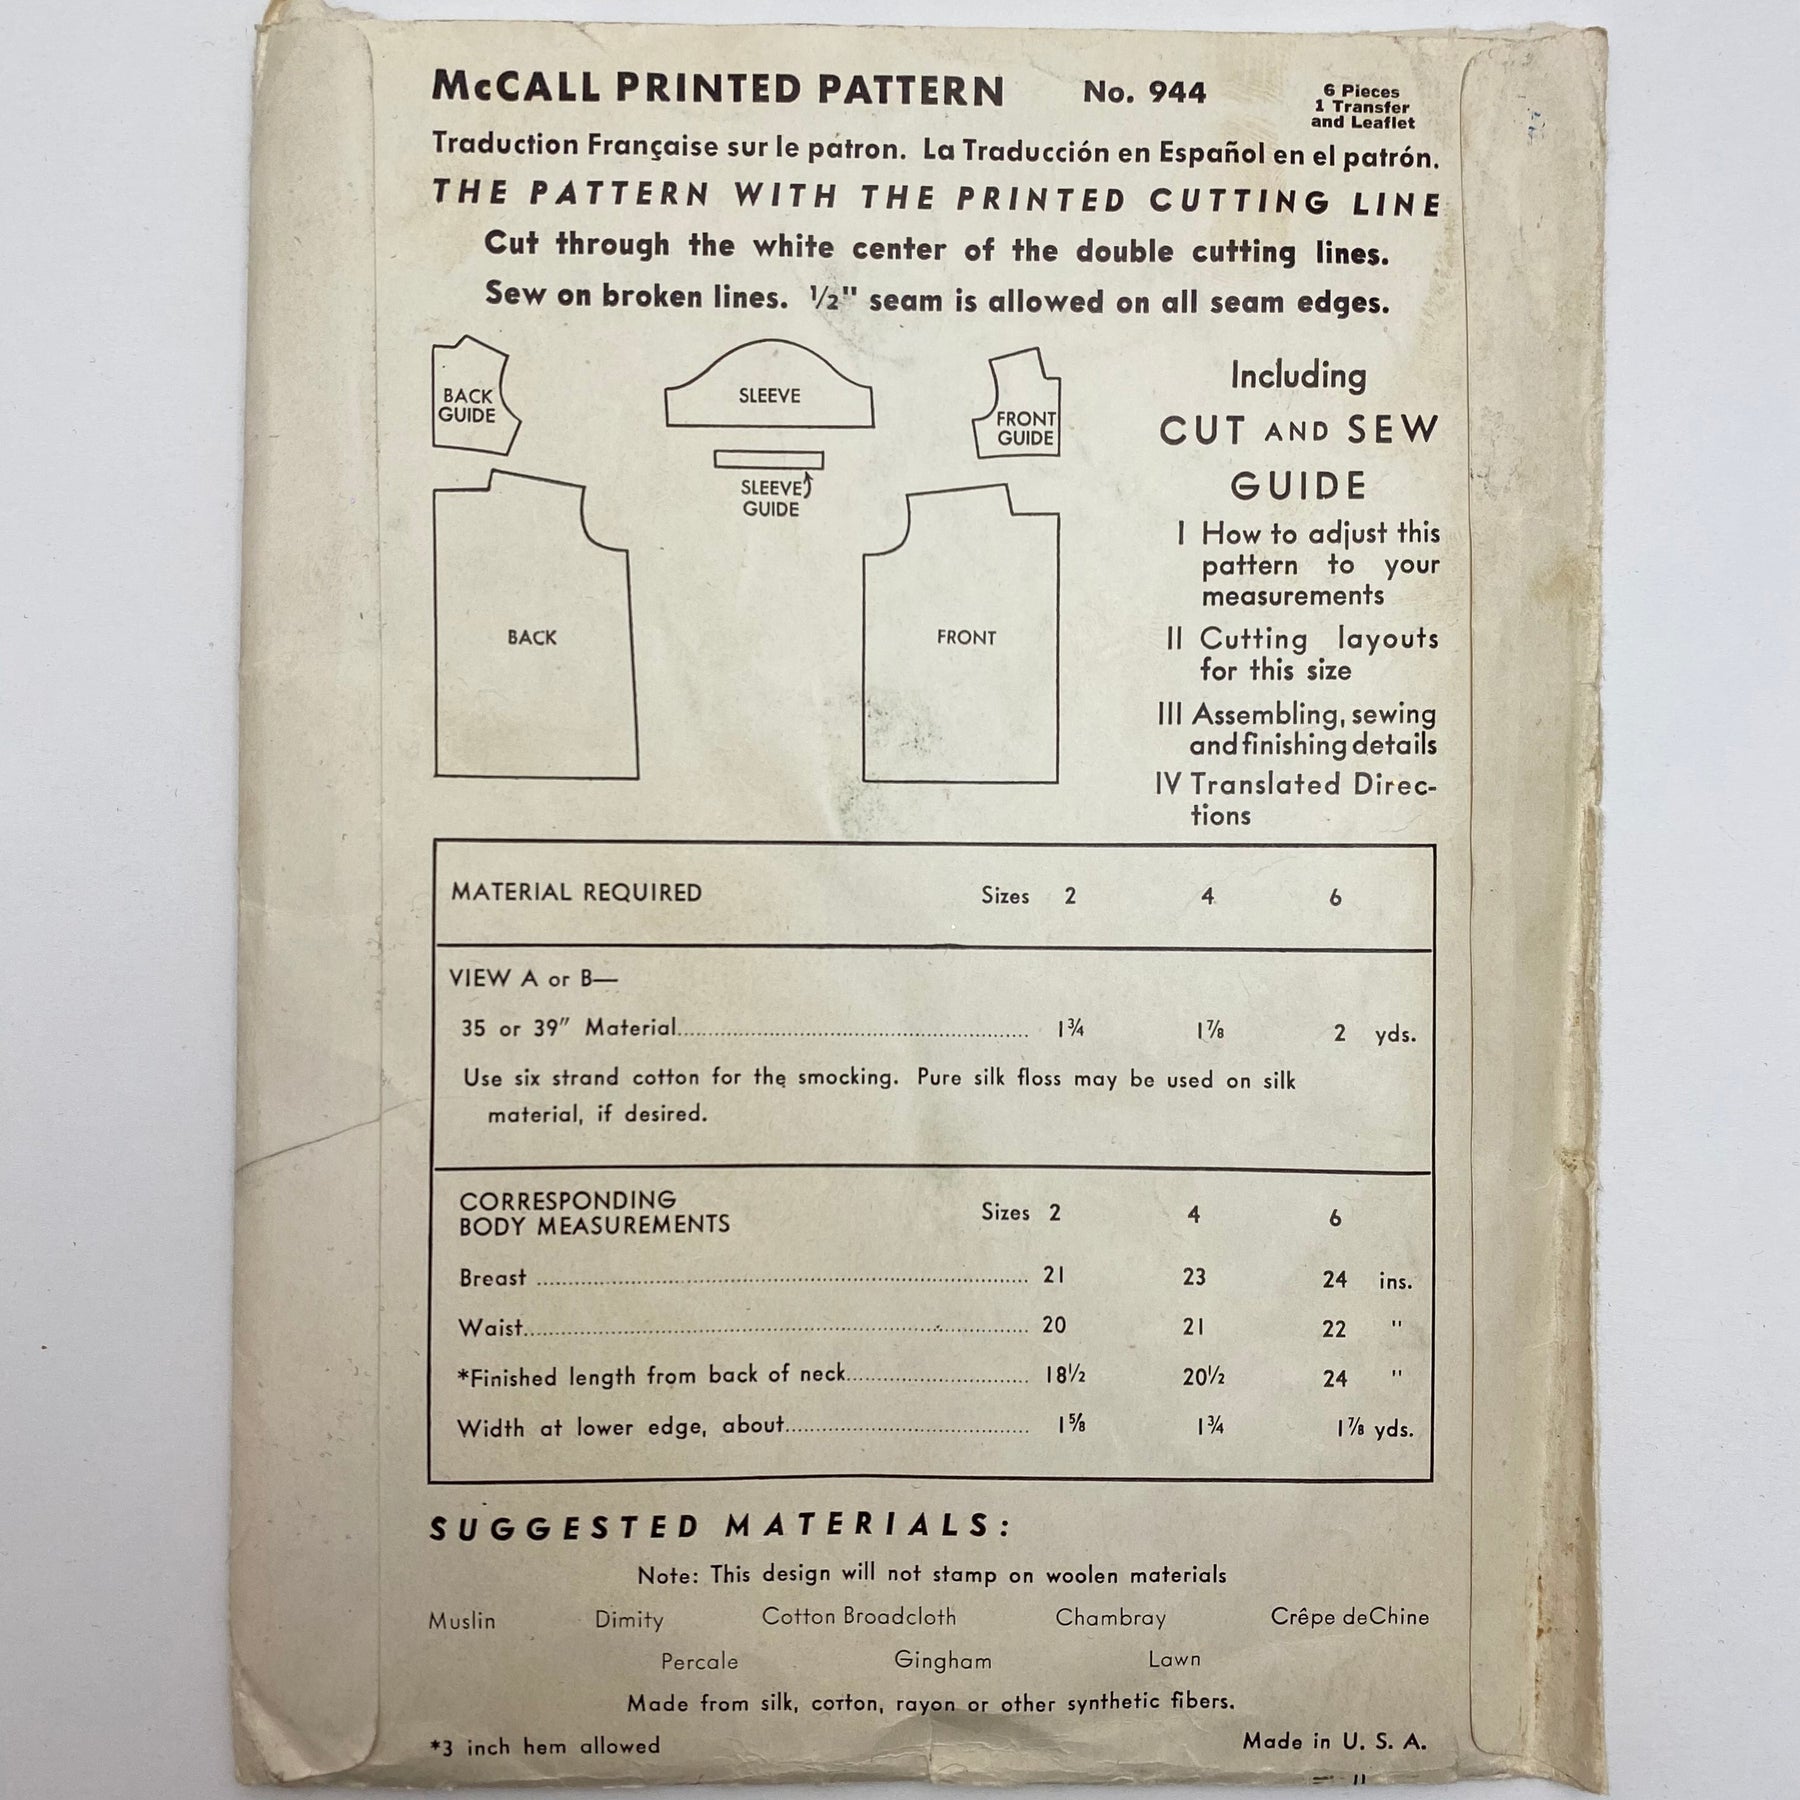 McCALL PRINTED PATTERN No. 944
6 Pieces
1 Transfer
and Leaflet
Traduction Française sur le patron. La Traducción en Español en el patrón.
THE PATTERN WITH THE PRINTED CUTTING LINE
Cut through the white center of the double cutting lines.
Sew on broken lines. ½" seam is allowed on all seam edges.
BACK
GUIDE
SLEEVE
FRONT
GUIDE
SLEEVE
GUIDE
BACK
FRONT
Including
CUT AND SEW
GUIDE
I How to adjust this
pattern to your
measurements
II Cutting layouts
for this size
III Assembling, sewing
and finishing details
IV Translated Direc-
tions
MATERIAL REQUIRED Sizes 2 4 6
VIEW A or B—
35 or 39" Material 1¾ 1⅞ 2 yds.
Use six strand cotton for the smocking. Pure silk floss may be used on silk
material, if desired.
CORRESPONDING
BODY MEASUREMENTS Sizes 2 4 6
Breast 21 23 24 ins.
Waist 20 21 22 "
*Finished length from back of neck 18½ 20½ 24 "
Width at lower edge, about 1⅝ 1¾ 1⅞ yds.
SUGGESTED MATERIALS:
Note: This design will not stamp on woolen materials
Muslin Dimity Cotton Broadcloth Chambray Crêpe deChine
Percale Gingham Lawn
Made from silk, cotton, rayon or other synthetic fibers.
*3 inch hem allowed Made in U. S. A.